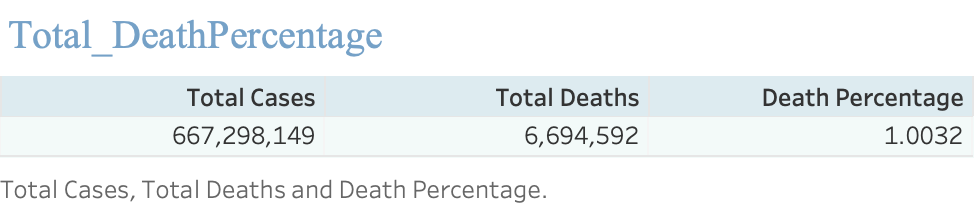 Total_DeathPercentage
Total Cases Total Deaths Death Percentage
667,298,149 6,694,592 1.0032
Total Cases, Total Deaths and Death Percentage.